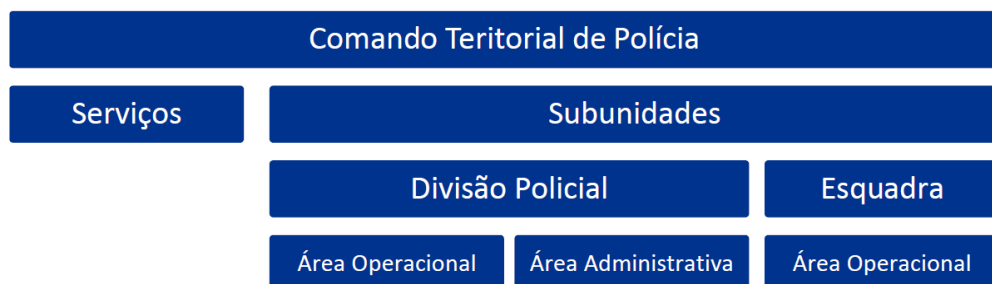 Comando Teritorial de Polícia
Serviços
Subunidades
Divisão Policial
Esquadra
Área Operacional
Área Administrativa
Área Operacional